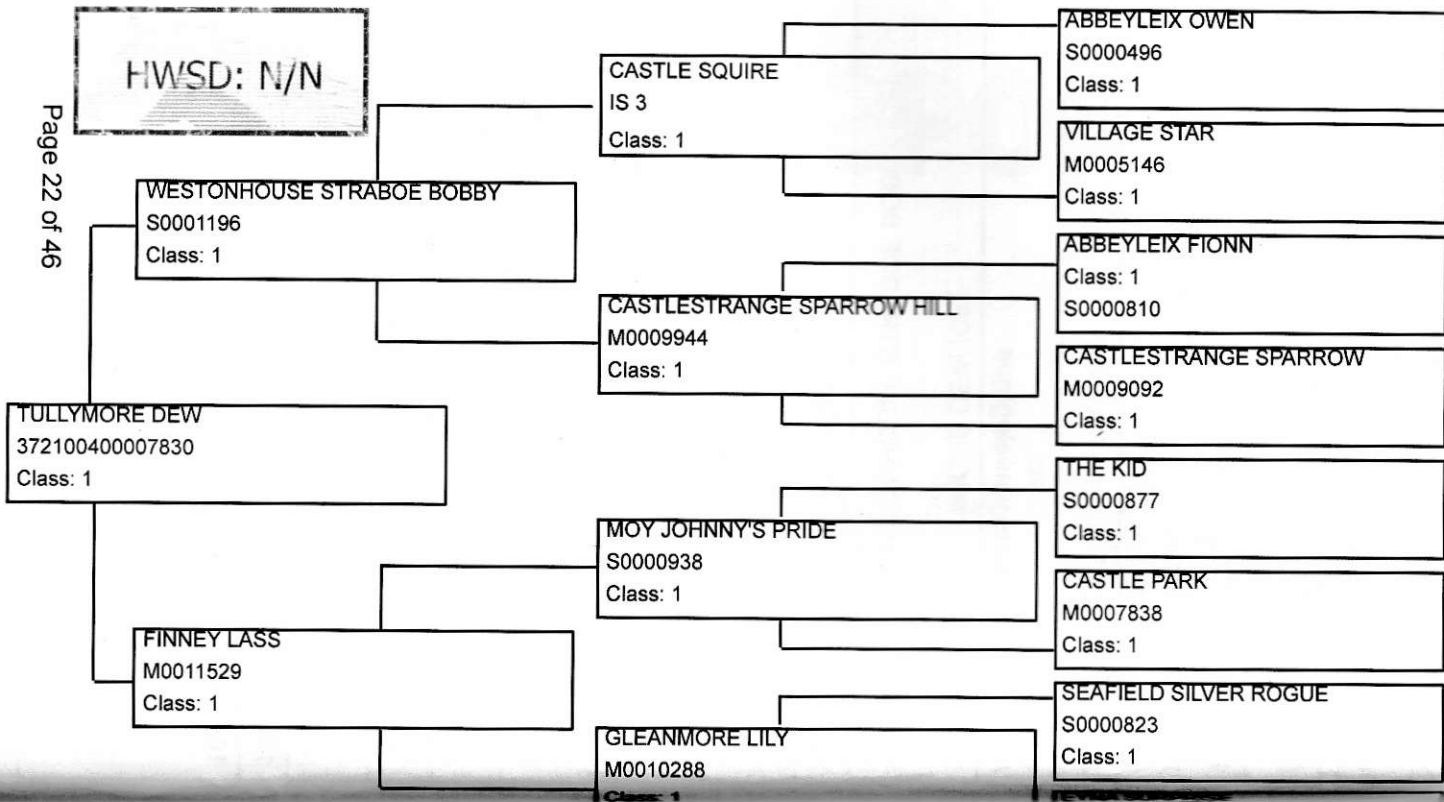 HWSD: N/N
Page 22 of 46
TULLYMORE DEW
372100400007830
Class: 1
WESTONHOUSE STRABOE BOBBY
S0001196
Class: 1
FINNEY LASS
M0011529
Class: 1
CASTLE SQUIRE
IS 3
Class: 1
CASTLESTRANGE SPARROW HILL
M0009944
Class: 1
MOY JOHNNY'S PRIDE
S0000938
Class: 1
GLEANMORE LILY
M0010288
Class: 1
ABBEYLEIX OWEN
S0000496
Class: 1
VILLAGE STAR
M0005146
Class: 1
ABBEYLEIX FIONN
Class: 1
S0000810
CASTLESTRANGE SPARROW
M0009092
Class: 1
THE KID
S0000877
Class: 1
CASTLE PARK
M0007838
Class: 1
SEAFIELD SILVER ROGUE
S0000823
Class: 1